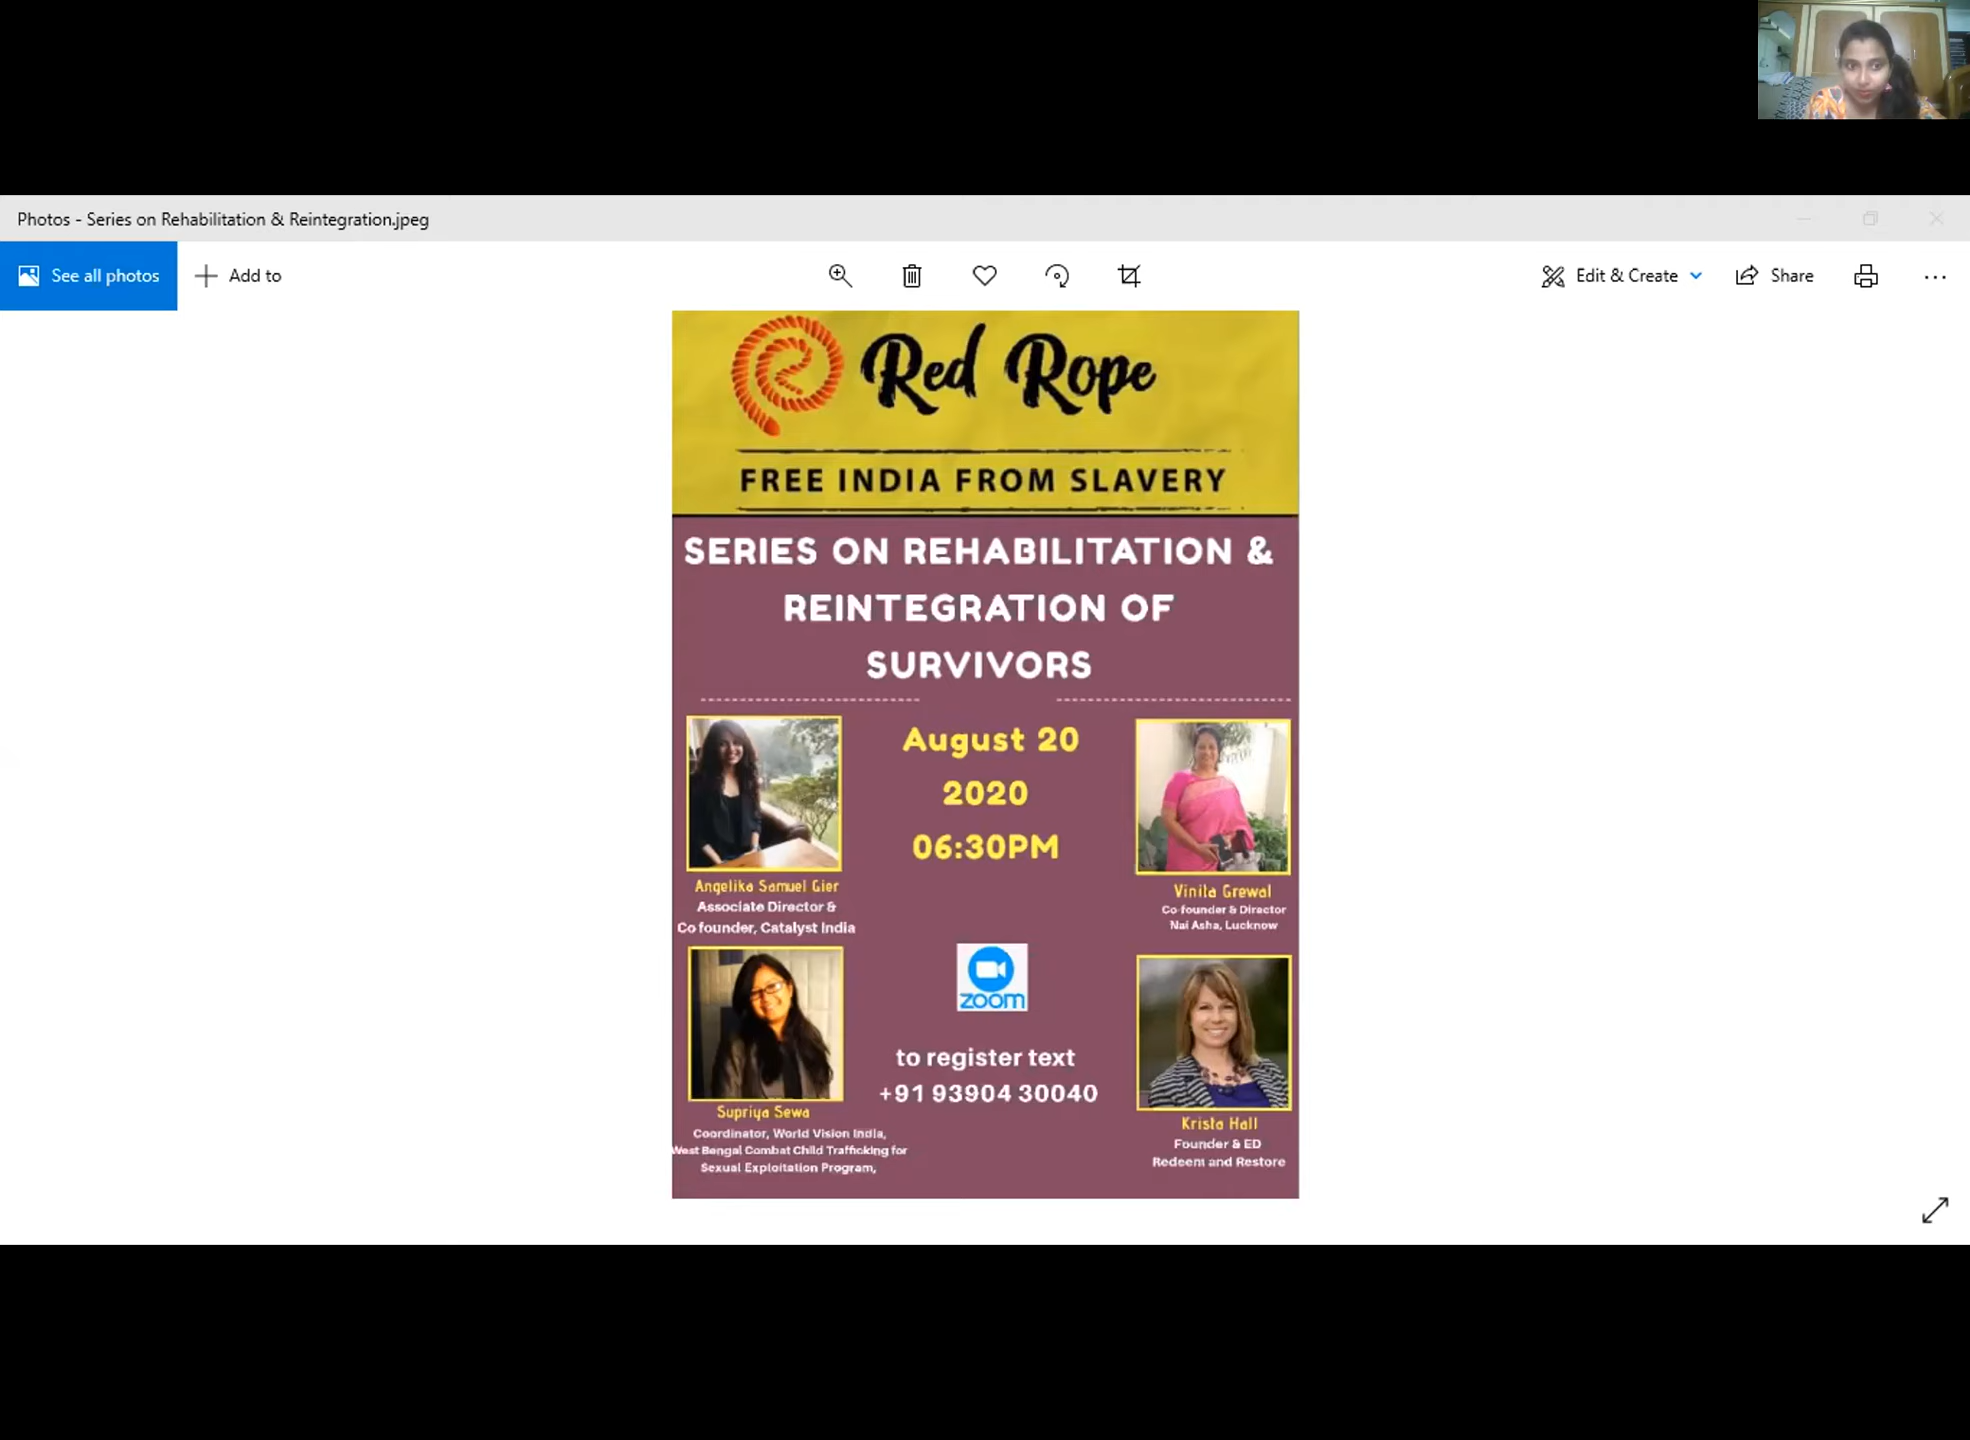 Photos - Series on Rehabilitation & Reintegration.jpeg
See all photos
Add to
Edit & Create
Share
Red Rope
FREE INDIA FROM SLAVERY
SERIES ON REHABILITATION &
REINTEGRATION OF
SURVIVORS
August 20
2020
06:30PM
Angelika Samuel Gier
Associate Director &
Co founder, Catalyst India
Vinita Grewal
Co-founder & Director
Nai Asha, Lucknow
Supriya Sewa
Coordinator, World Vision India,
West Bengal Combat Child Trafficking for
Sexual Exploitation Program,
zoom
to register text
+91 93904 30040
Krista Hall
Founder & ED
Redeem and Restore